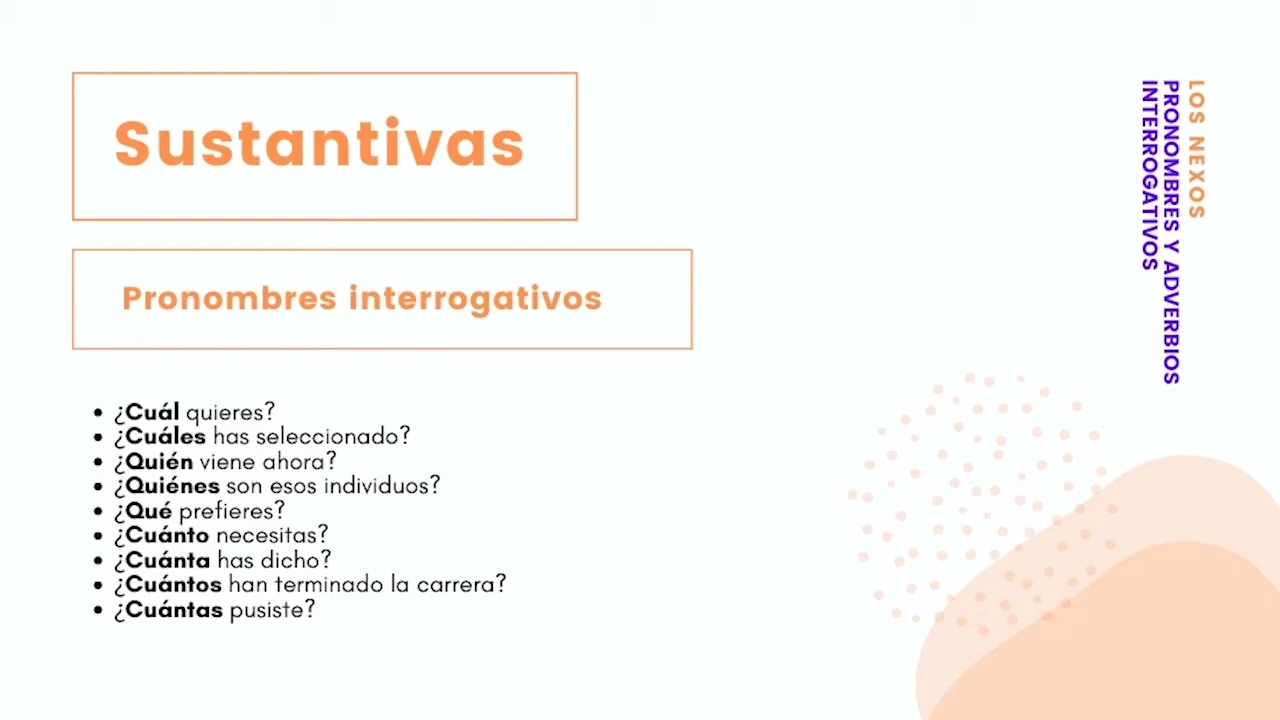 Sustantivas
Pronombres interrogativos
¿Cuál quieres?
¿Cuáles has seleccionado?
¿Quién viene ahora?
¿Quiénes son esos individuos?
¿Qué prefieres?
¿Cuánto necesitas?
¿Cuánta has dicho?
¿Cuántos han terminado la carrera?
¿Cuántas pusiste?
LOS NEXOS
PRONOMBRES Y ADVERBIOS
INTERROGATIVOS